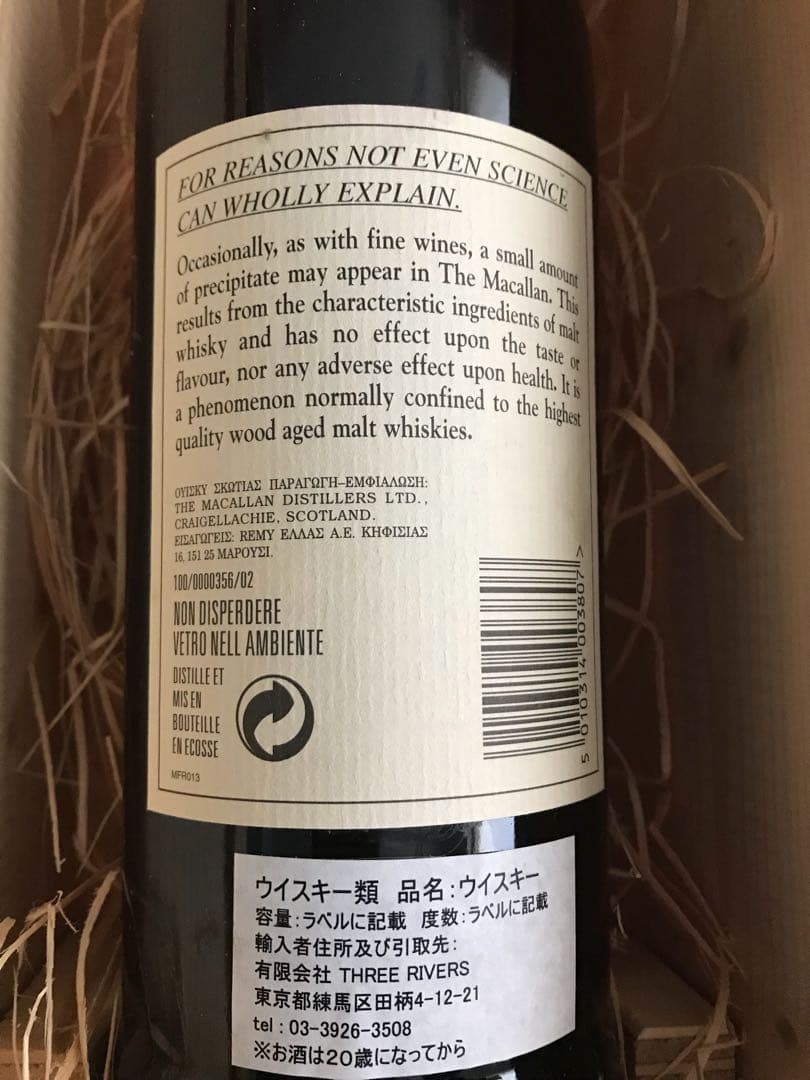 FOR REASONS NOT EVEN SCIENCE
CAN WHOLLY EXPLAIN.
Occasionally, as with fine wines, a small amount
of precipitate may appear in The Macallan. This
results from the characteristic ingredients of malt
whisky and has no effect upon the taste or
flavour, nor any adverse effect upon health. It is
a phenomenon normally confined to the highest
quality wood aged malt whiskies.
ΟΥΙΣΚΥ ΣΚΩΤΙΑΣ ΠΑΡΑΓΩΓΗ–ΕΜΦΙΑΛΩΣΗ:
THE MACALLAN DISTILLERS LTD.,
CRAIGELLACHIE, SCOTLAND.
ΕΙΣΑΓΩΓΕΙΣ: REMY ΕΛΛΑΣ Α.Ε. ΚΗΦΙΣΙΑΣ
16, 151 25 ΜΑΡΟΥΣΙ.
100/0000356/02
NON DISPERDERE
VETRO NELL AMBIENTE
DISTILLE ET
MIS EN
BOUTEILLE
EN ECOSSE
MFR013
5 010314 003807 >
ウイスキー類 品名:ウイスキー
容量:ラベルに記載 度数:ラベルに記載
輸入者住所及び引取先:
有限会社 THREE RIVERS
東京都練馬区田柄4-12-21
tel : 03-3926-3508
※お酒は20歳になってから